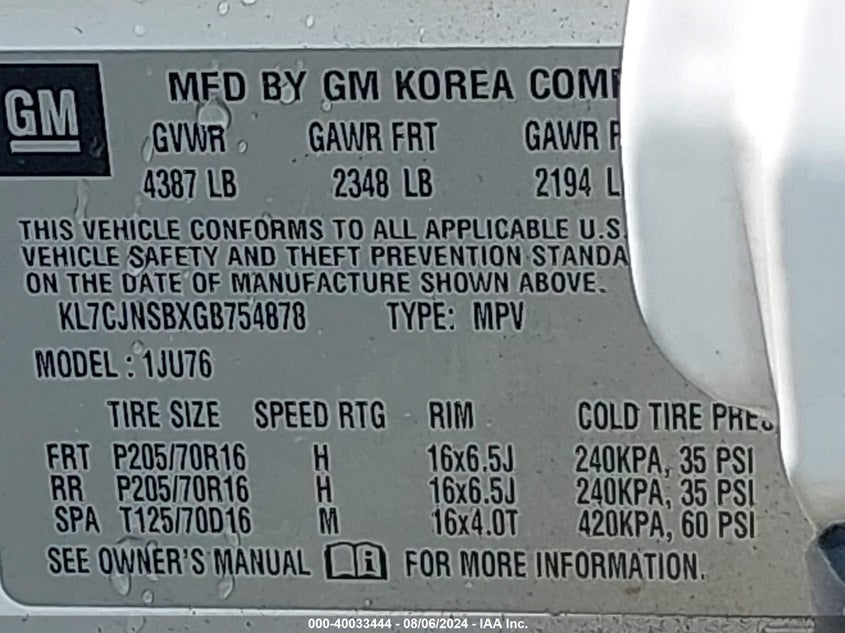 GM
MFD BY GM KOREA COM
GVWR GAWR FRT GAWR
4387 LB 2348 LB 2194 L
THIS VEHICLE CONFORMS TO ALL APPLICABLE U.S.
VEHICLE SAFETY AND THEFT PREVENTION STANDA
ON THE DATE OF MANUFACTURE SHOWN ABOVE.
KL7CJNSBXGB754878 TYPE: MPV
MODEL : 1JU76
TIRE SIZE SPEED RTG RIM COLD TIRE PRES
FRT P205/70R16 H 16x6.5J 240KPA, 35 PSI
RR P205/70R16 H 16x6.5J 240KPA, 35 PSI
SPA T125/70D16 M 16x4.0T 420KPA, 60 PSI
SEE OWNER'S MANUAL i FOR MORE INFORMATION.
000-40033444 - 08/06/2024 - IAA Inc.